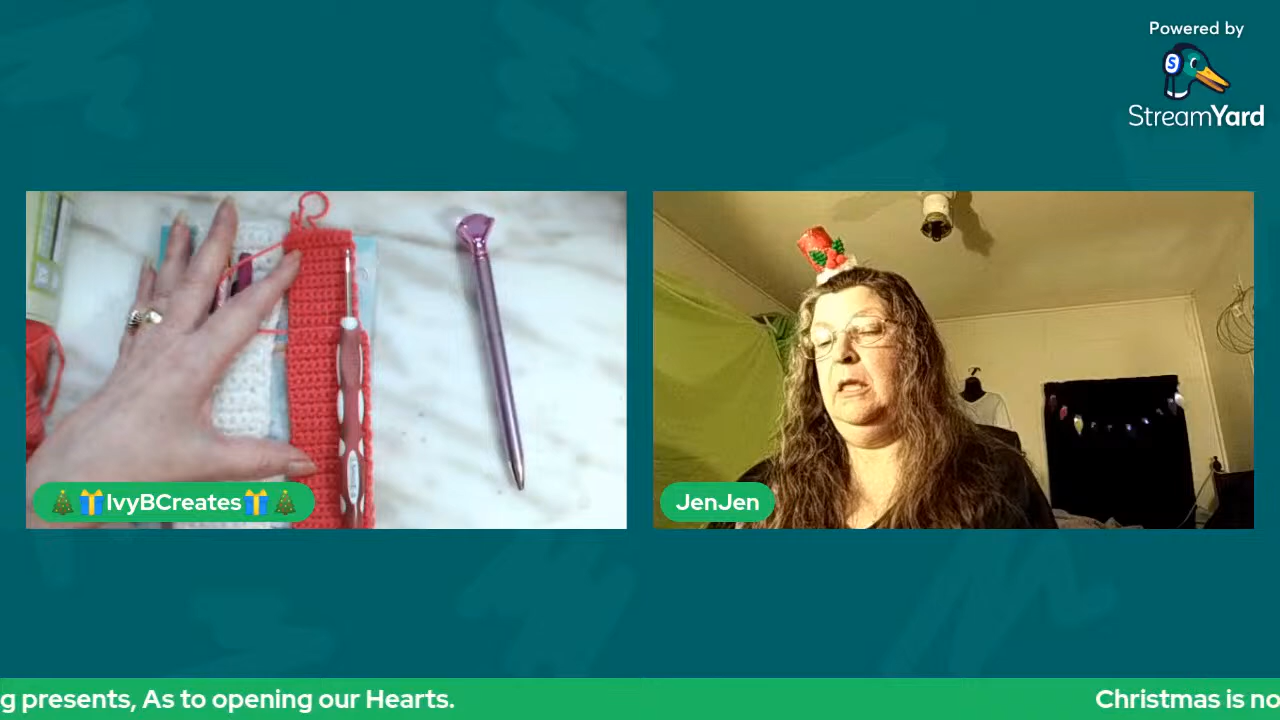 Powered by
S
StreamYard
🎄🎁IvyBCreates🎁🎄
JenJen
g presents, As to opening our Hearts.
Christmas is no